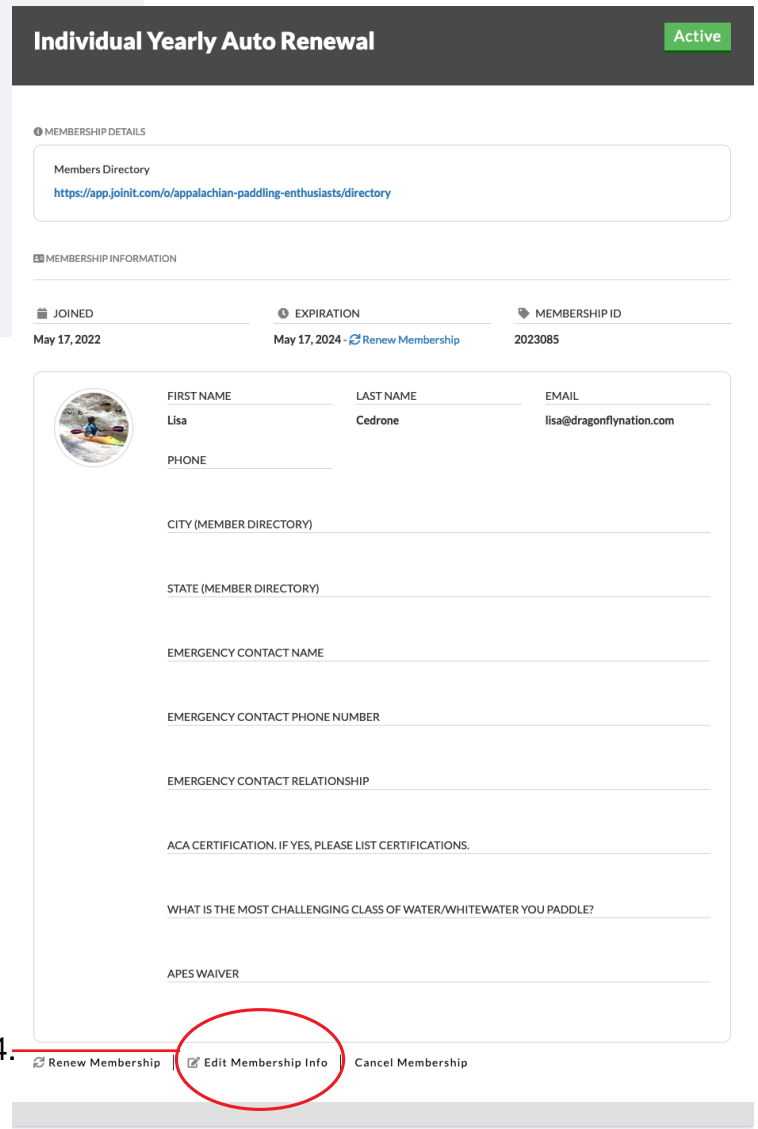 Individual Yearly Auto Renewal
Active
MEMBERSHIP DETAILS
Members Directory
https://app.joinit.com/o/appalachian-paddling-enthusiasts/directory
MEMBERSHIP INFORMATION
JOINED EXPIRATION MEMBERSHIP ID
May 17, 2022 May 17, 2024 - Renew Membership 2023085
FIRST NAME LAST NAME EMAIL
Lisa Cedrone lisa@dragonflynation.com
PHONE
CITY (MEMBER DIRECTORY)
STATE (MEMBER DIRECTORY)
EMERGENCY CONTACT NAME
EMERGENCY CONTACT PHONE NUMBER
EMERGENCY CONTACT RELATIONSHIP
ACA CERTIFICATION. IF YES, PLEASE LIST CERTIFICATIONS.
WHAT IS THE MOST CHALLENGING CLASS OF WATER/WHITEWATER YOU PADDLE?
APES WAIVER
4.
Renew Membership | Edit Membership Info | Cancel Membership